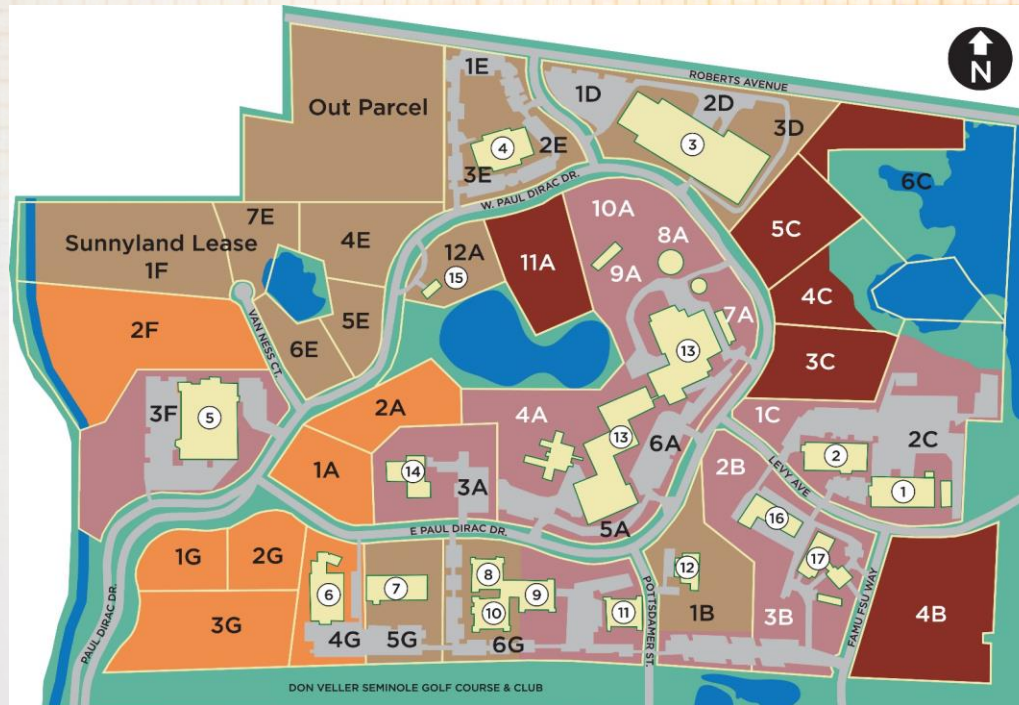 N
ROBERTS AVENUE
1E
1D
2D
3D
Out Parcel
4
2E
3
3E
6C
W. PAUL DIRAC DR.
10A
7E
4E
12A
11A
8A
5C
Sunnyland Lease
1F
15
9A
4C
2F
5E
7A
VAN NESS CT.
6E
13
3C
3F
5
2A
4A
13
1C
6A
2B
2C
2
1A
14
3A
LEVY AVE
1
16
5A
E PAUL DIRAC DR.
1G
2G
17
12
8
7
6
9
3G
10
11
1B
3B
4B
4G
5G
6G
PAUL DIRAC DR.
POTTSDAMER ST.
FAMU FSU WAY
DON VELLER SEMINOLE GOLF COURSE & CLUB